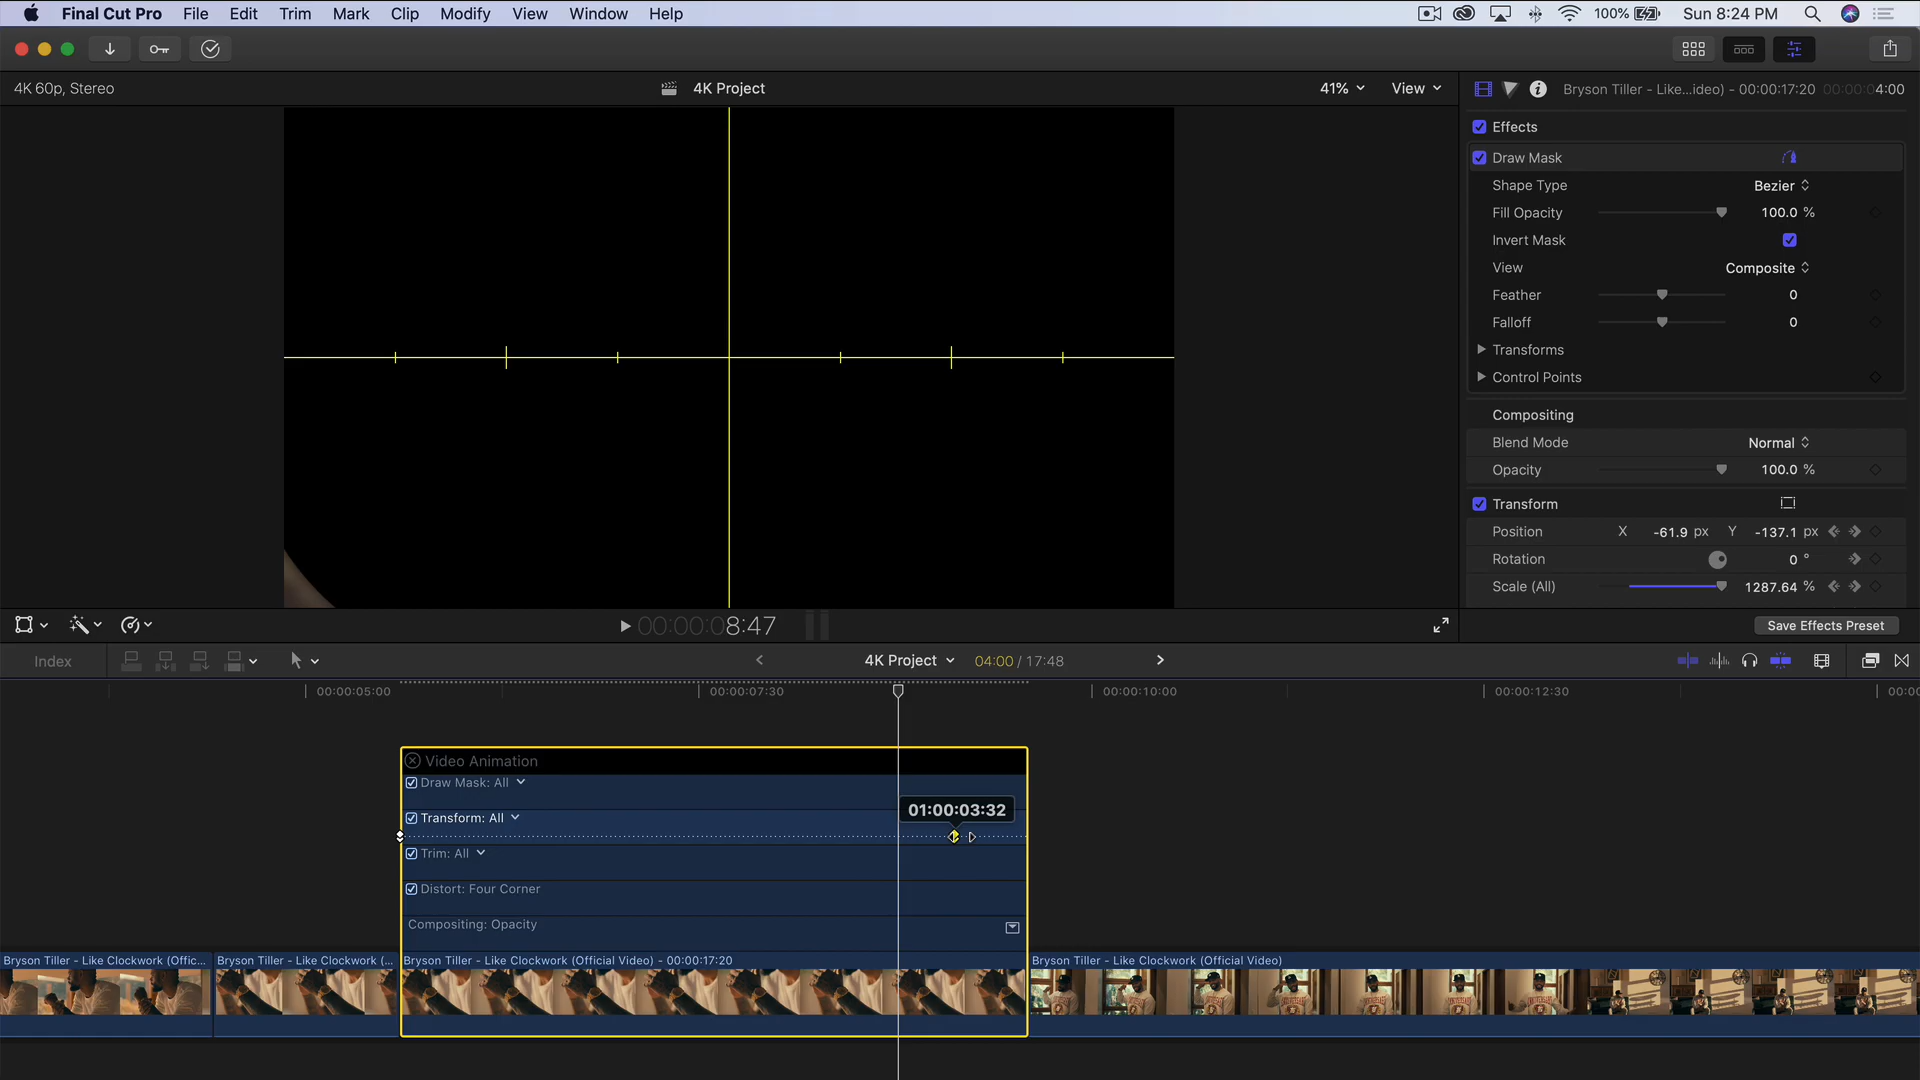 Final Cut Pro File Edit Trim Mark Clip Modify View Window Help 100% Sun 8:24 PM
4K 60p, Stereo 4K Project 41% View Bryson Tiller - Like...ideo) - 00:00:17:20 00:00:04:00
Effects
Draw Mask
Shape Type Bezier
Fill Opacity 100.0 %
Invert Mask
View Composite
Feather 0
Falloff 0
Transforms
Control Points
Compositing
Blend Mode Normal
Opacity 100.0 %
Transform
Position X -61.9 px Y -137.1 px
Rotation 0 °
Scale (All) 1287.64 %
00:00:08:47 Save Effects Preset
Index 4K Project 04:00 / 17:48
00:00:05:00 00:00:07:30 00:00:10:00 00:00:12:30 00:00
Video Animation
Draw Mask: All
01:00:03:32
Transform: All
Trim: All
Distort: Four Corner
Compositing: Opacity
Bryson Tiller - Like Clockwork (Offic... Bryson Tiller - Like Clockwork (... Bryson Tiller - Like Clockwork (Official Video) - 00:00:17:20 Bryson Tiller - Like Clockwork (Official Video)